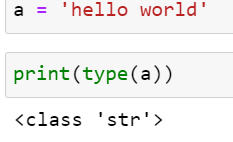 a = 'hello world'
print(type(a))
<class 'str'>